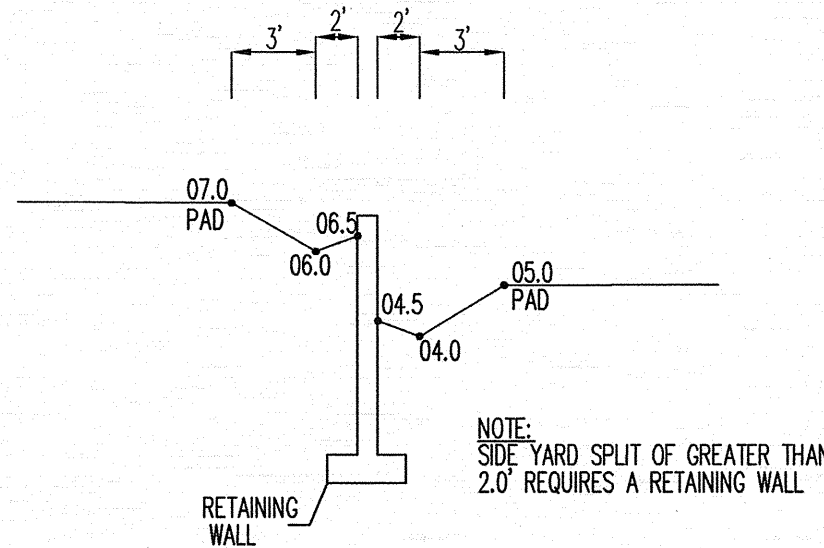 3'
2'
2'
3'
07.0
PAD
06.5
06.0
04.5
04.0
05.0
PAD
NOTE:
SIDE YARD SPLIT OF GREATER THAN
2.0' REQUIRES A RETAINING WALL
RETAINING
WALL